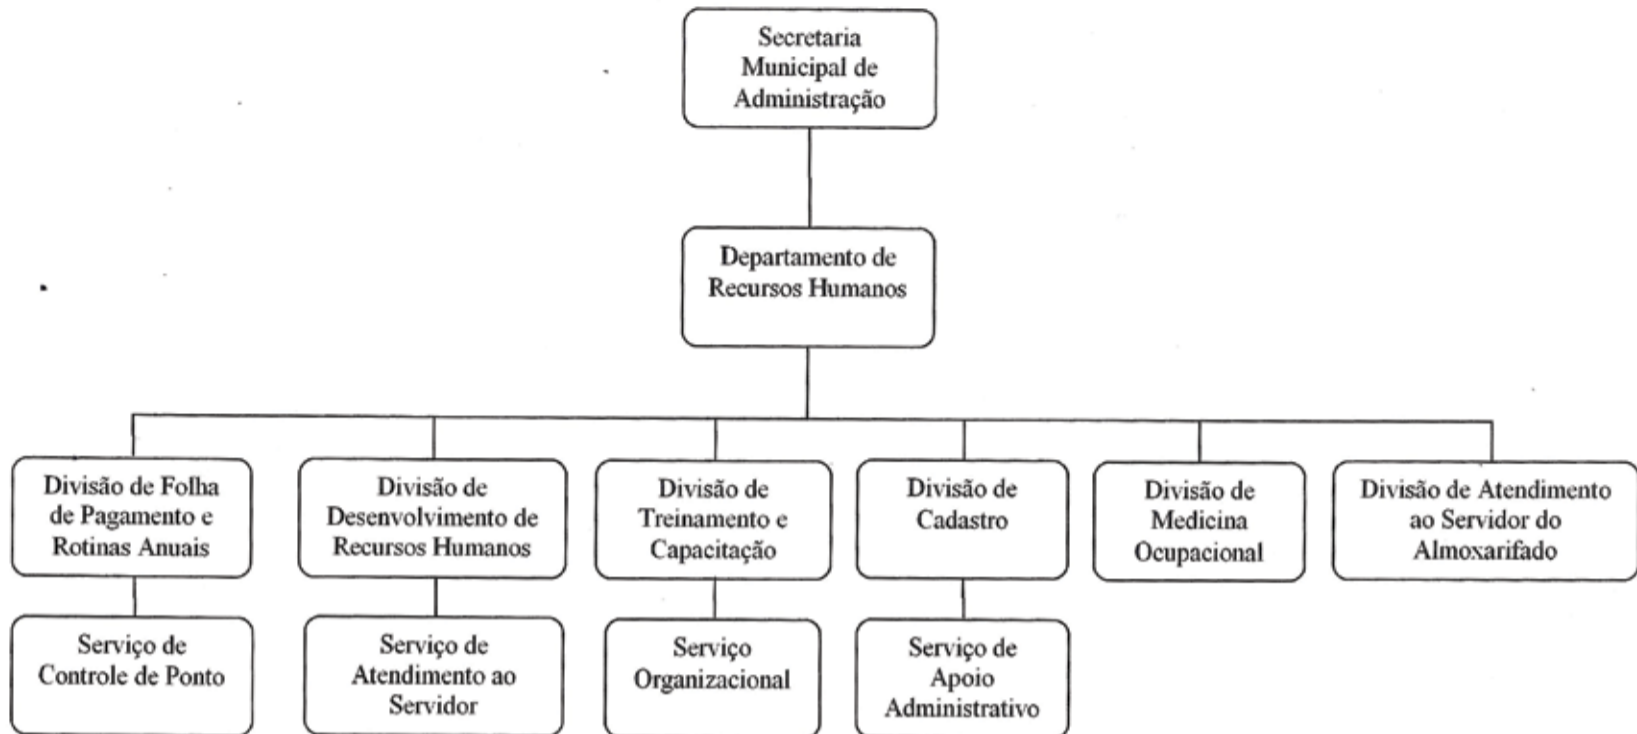 Secretaria
Municipal de
Administração
Departamento de
Recursos Humanos
Divisão de Folha
de Pagamento e
Rotinas Anuais
Divisão de
Desenvolvimento de
Recursos Humanos
Divisão de
Treinamento e
Capacitação
Divisão de
Cadastro
Divisão de
Medicina
Ocupacional
Divisão de Atendimento
ao Servidor do
Almoxarifado
Serviço de
Controle de Ponto
Serviço de
Atendimento ao
Servidor
Serviço
Organizacional
Serviço de
Apoio
Administrativo